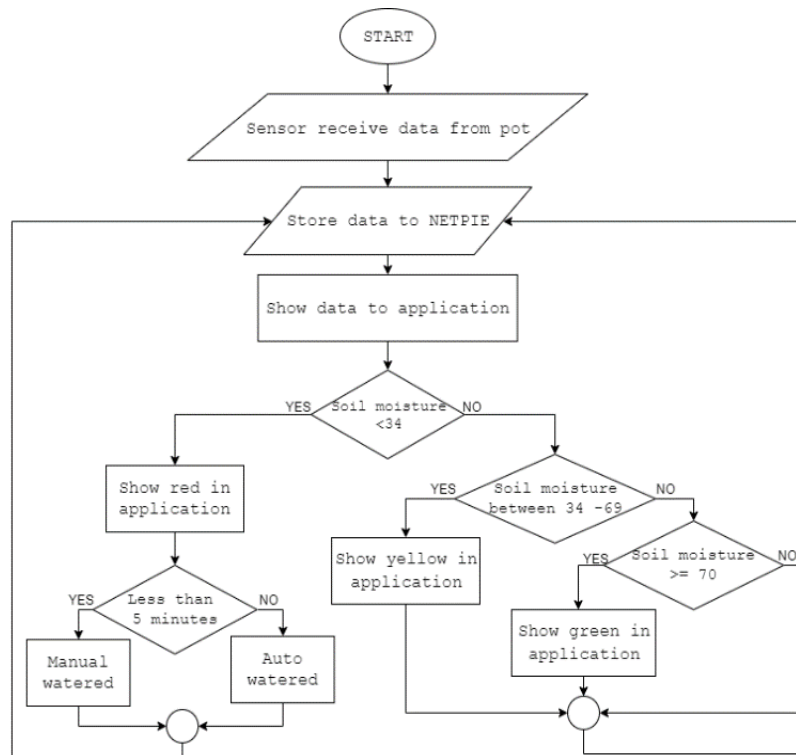 START
Sensor receive data from pot
Store data to NETPIE
Show data to application
YES
Soil moisture
<34
NO
Show red in
application
YES
Soil moisture
between 34 -69
NO
Show yellow in
application
YES
Soil moisture
>= 70
NO
YES
Less than
5 minutes
NO
Show green in
application
Manual
watered
Auto
watered